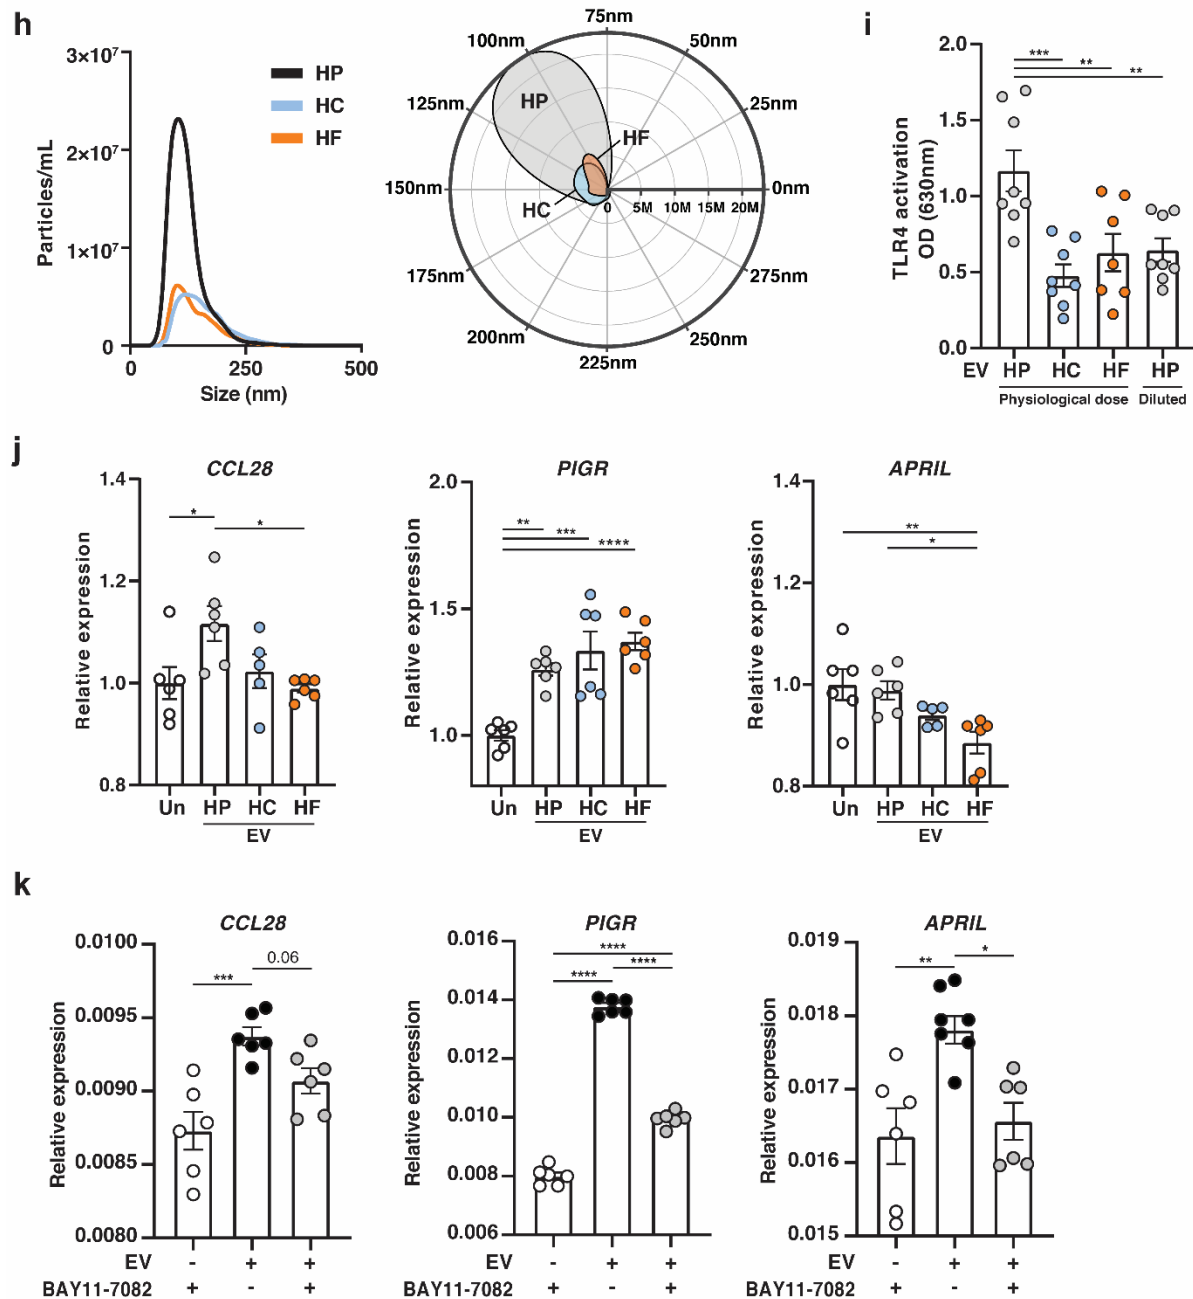 h
3×10⁷
2×10⁷
1×10⁷
0
Particles/mL
0
250
500
Size (nm)
HP
HC
HF
75nm
100nm
50nm
125nm
25nm
150nm
0nm
175nm
275nm
200nm
250nm
225nm
HP
HF
HC
0
5M
10M
15M
20M
i
TLR4 activation
OD (630nm)
2.0
1.5
1.0
0.5
0.0
***
**
**
EV HP HC HF HP
Physiological dose Diluted
j
CCL28
Relative expression
1.4
1.2
1.0
0.8
*
*
Un HP HC HF
EV
PIGR
Relative expression
2.0
1.5
1.0
**
***
****
Un HP HC HF
EV
APRIL
Relative expression
1.4
1.2
1.0
0.8
**
*
Un HP HC HF
EV
k
CCL28
Relative expression
0.0100
0.0095
0.0090
0.0085
0.0080
0.06
***
EV - + +
BAY11-7082 + - +
PIGR
Relative expression
0.016
0.014
0.012
0.010
0.008
0.006
****
****
****
EV - + +
BAY11-7082 + - +
APRIL
Relative expression
0.019
0.018
0.017
0.016
0.015
**
*
EV - + +
BAY11-7082 + - +